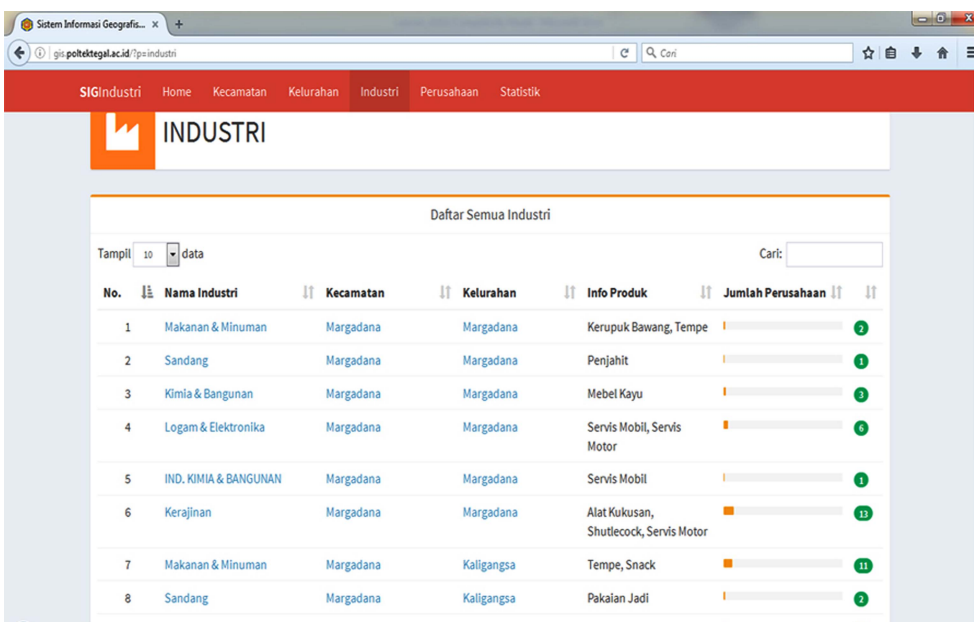 Sistem Informasi Geografis... × +
gis.poltektegal.ac.id/?p=industri
Cari
SIGIndustri Home Kecamatan Kelurahan Industri Perusahaan Statistik
INDUSTRI
Daftar Semua Industri
Tampil 10 data Cari:
No. Nama Industri Kecamatan Kelurahan Info Produk Jumlah Perusahaan
1 Makanan & Minuman Margadana Margadana Kerupuk Bawang, Tempe 2
2 Sandang Margadana Margadana Penjahit 1
3 Kimia & Bangunan Margadana Margadana Mebel Kayu 3
4 Logam & Elektronika Margadana Margadana Servis Mobil, Servis 6
Motor
5 IND. KIMIA & BANGUNAN Margadana Margadana Servis Mobil 1
6 Kerajinan Margadana Margadana Alat Kukusan, 13
Shutlecock, Servis Motor
7 Makanan & Minuman Margadana Kaligangsa Tempe, Snack 11
8 Sandang Margadana Kaligangsa Pakaian Jadi 2